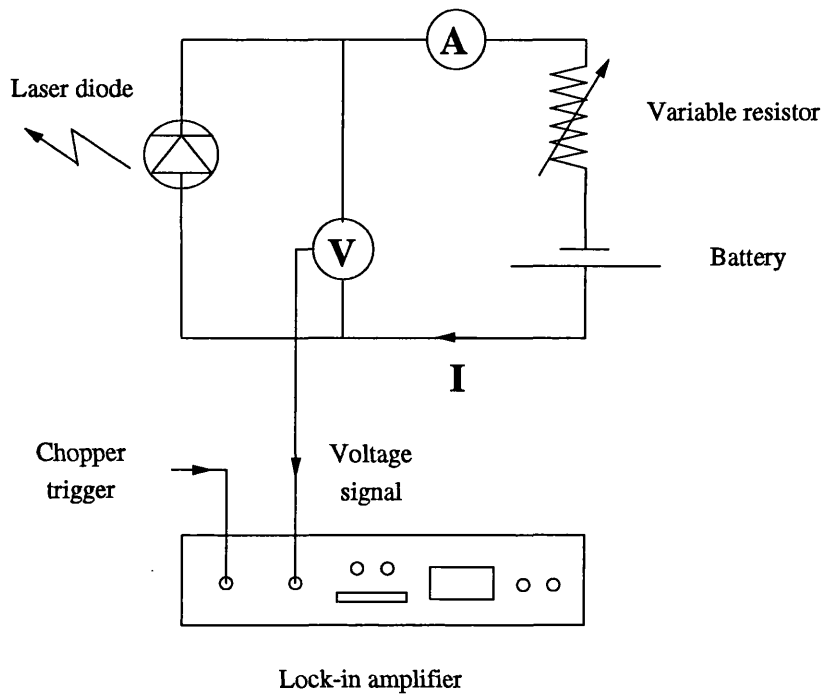 A
Laser diode
Variable resistor
V
Battery
I
Chopper
trigger
Voltage
signal
Lock-in amplifier